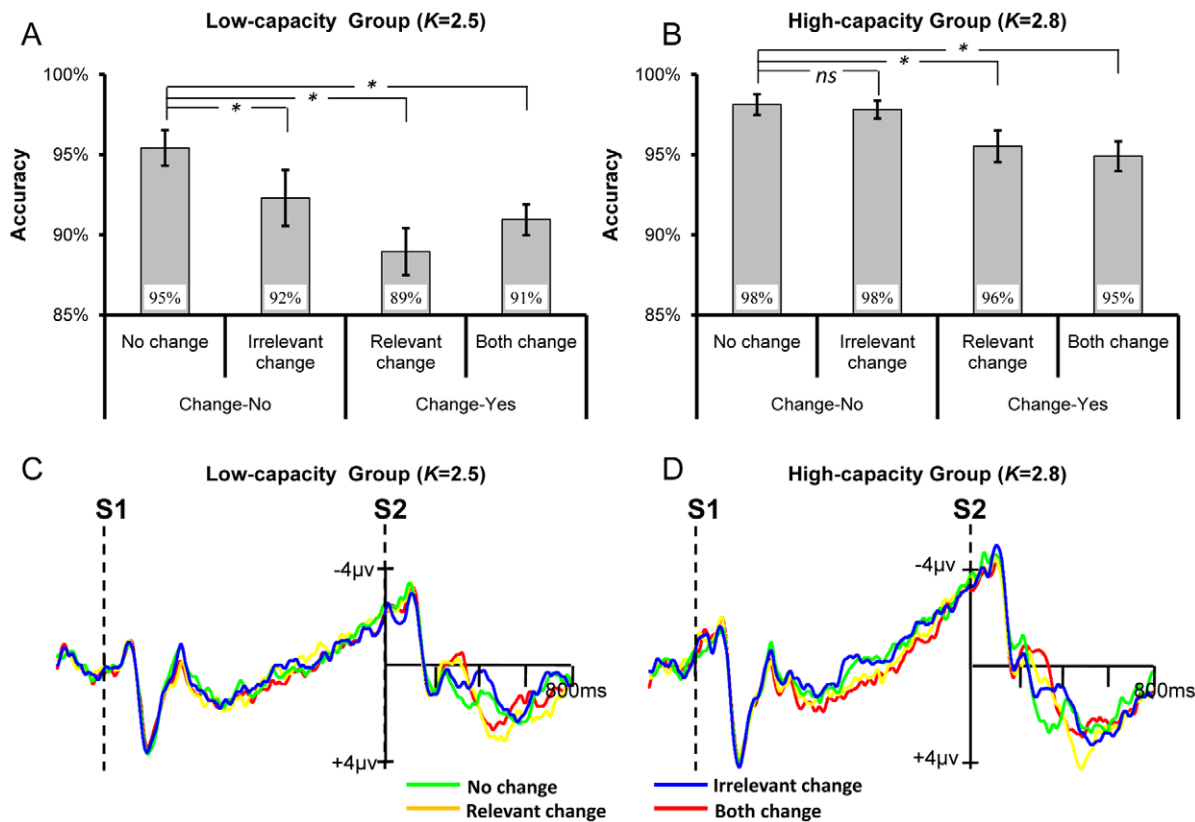 A
Low-capacity Group (K=2.5)
Accuracy
100%
95%
90%
85%
*
*
*
95%
92%
89%
91%
No change
Irrelevant
change
Relevant
change
Both change
Change-No
Change-Yes
B
High-capacity Group (K=2.8)
Accuracy
100%
95%
90%
85%
*
*
ns
98%
98%
96%
95%
No change
Irrelevant
change
Relevant
change
Both change
Change-No
Change-Yes
C
Low-capacity Group (K=2.5)
S1
S2
-4µv
+4µv
800ms
D
High-capacity Group (K=2.8)
S1
S2
-4µv
+4µv
800ms
No change
Irrelevant change
Relevant change
Both change